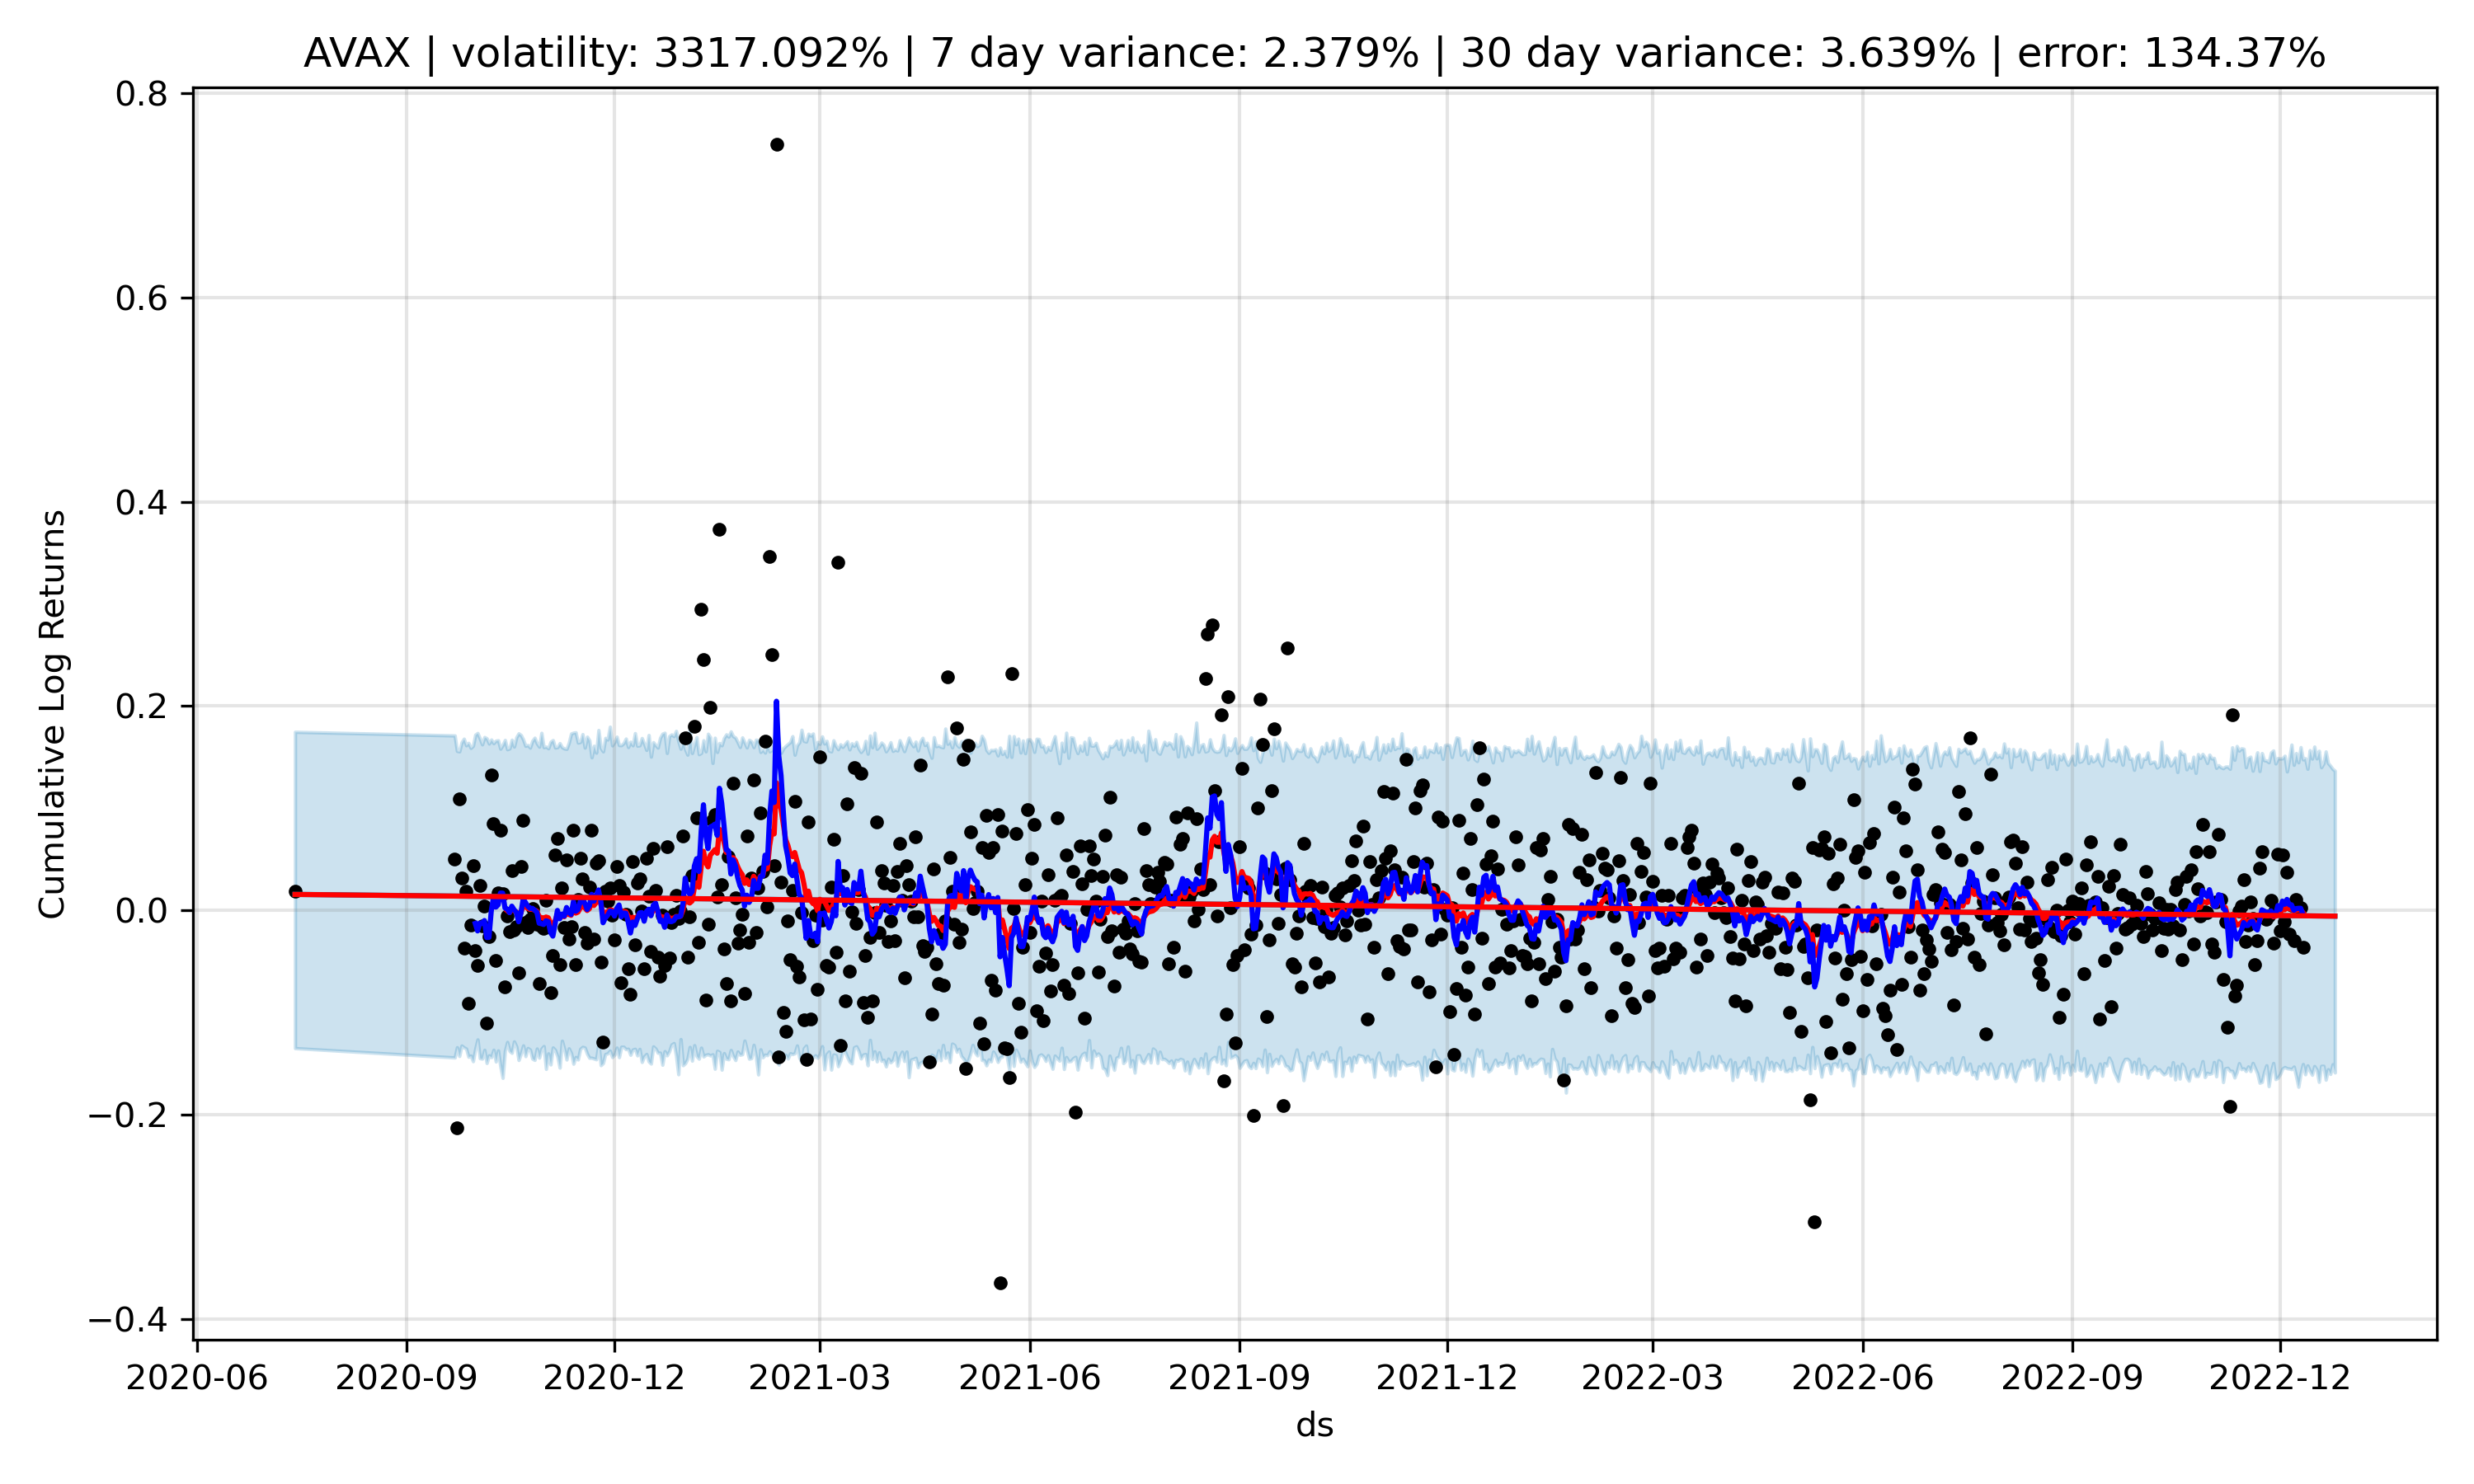 AVAX | volatility: 3317.092% | 7 day variance: 2.379% | 30 day variance: 3.639% | error: 134.37%
0.8
0.6
0.4
0.2
0.0
−0.2
−0.4
Cumulative Log Returns
2020-06 2020-09 2020-12 2021-03 2021-06 2021-09 2021-12 2022-03 2022-06 2022-09 2022-12
ds